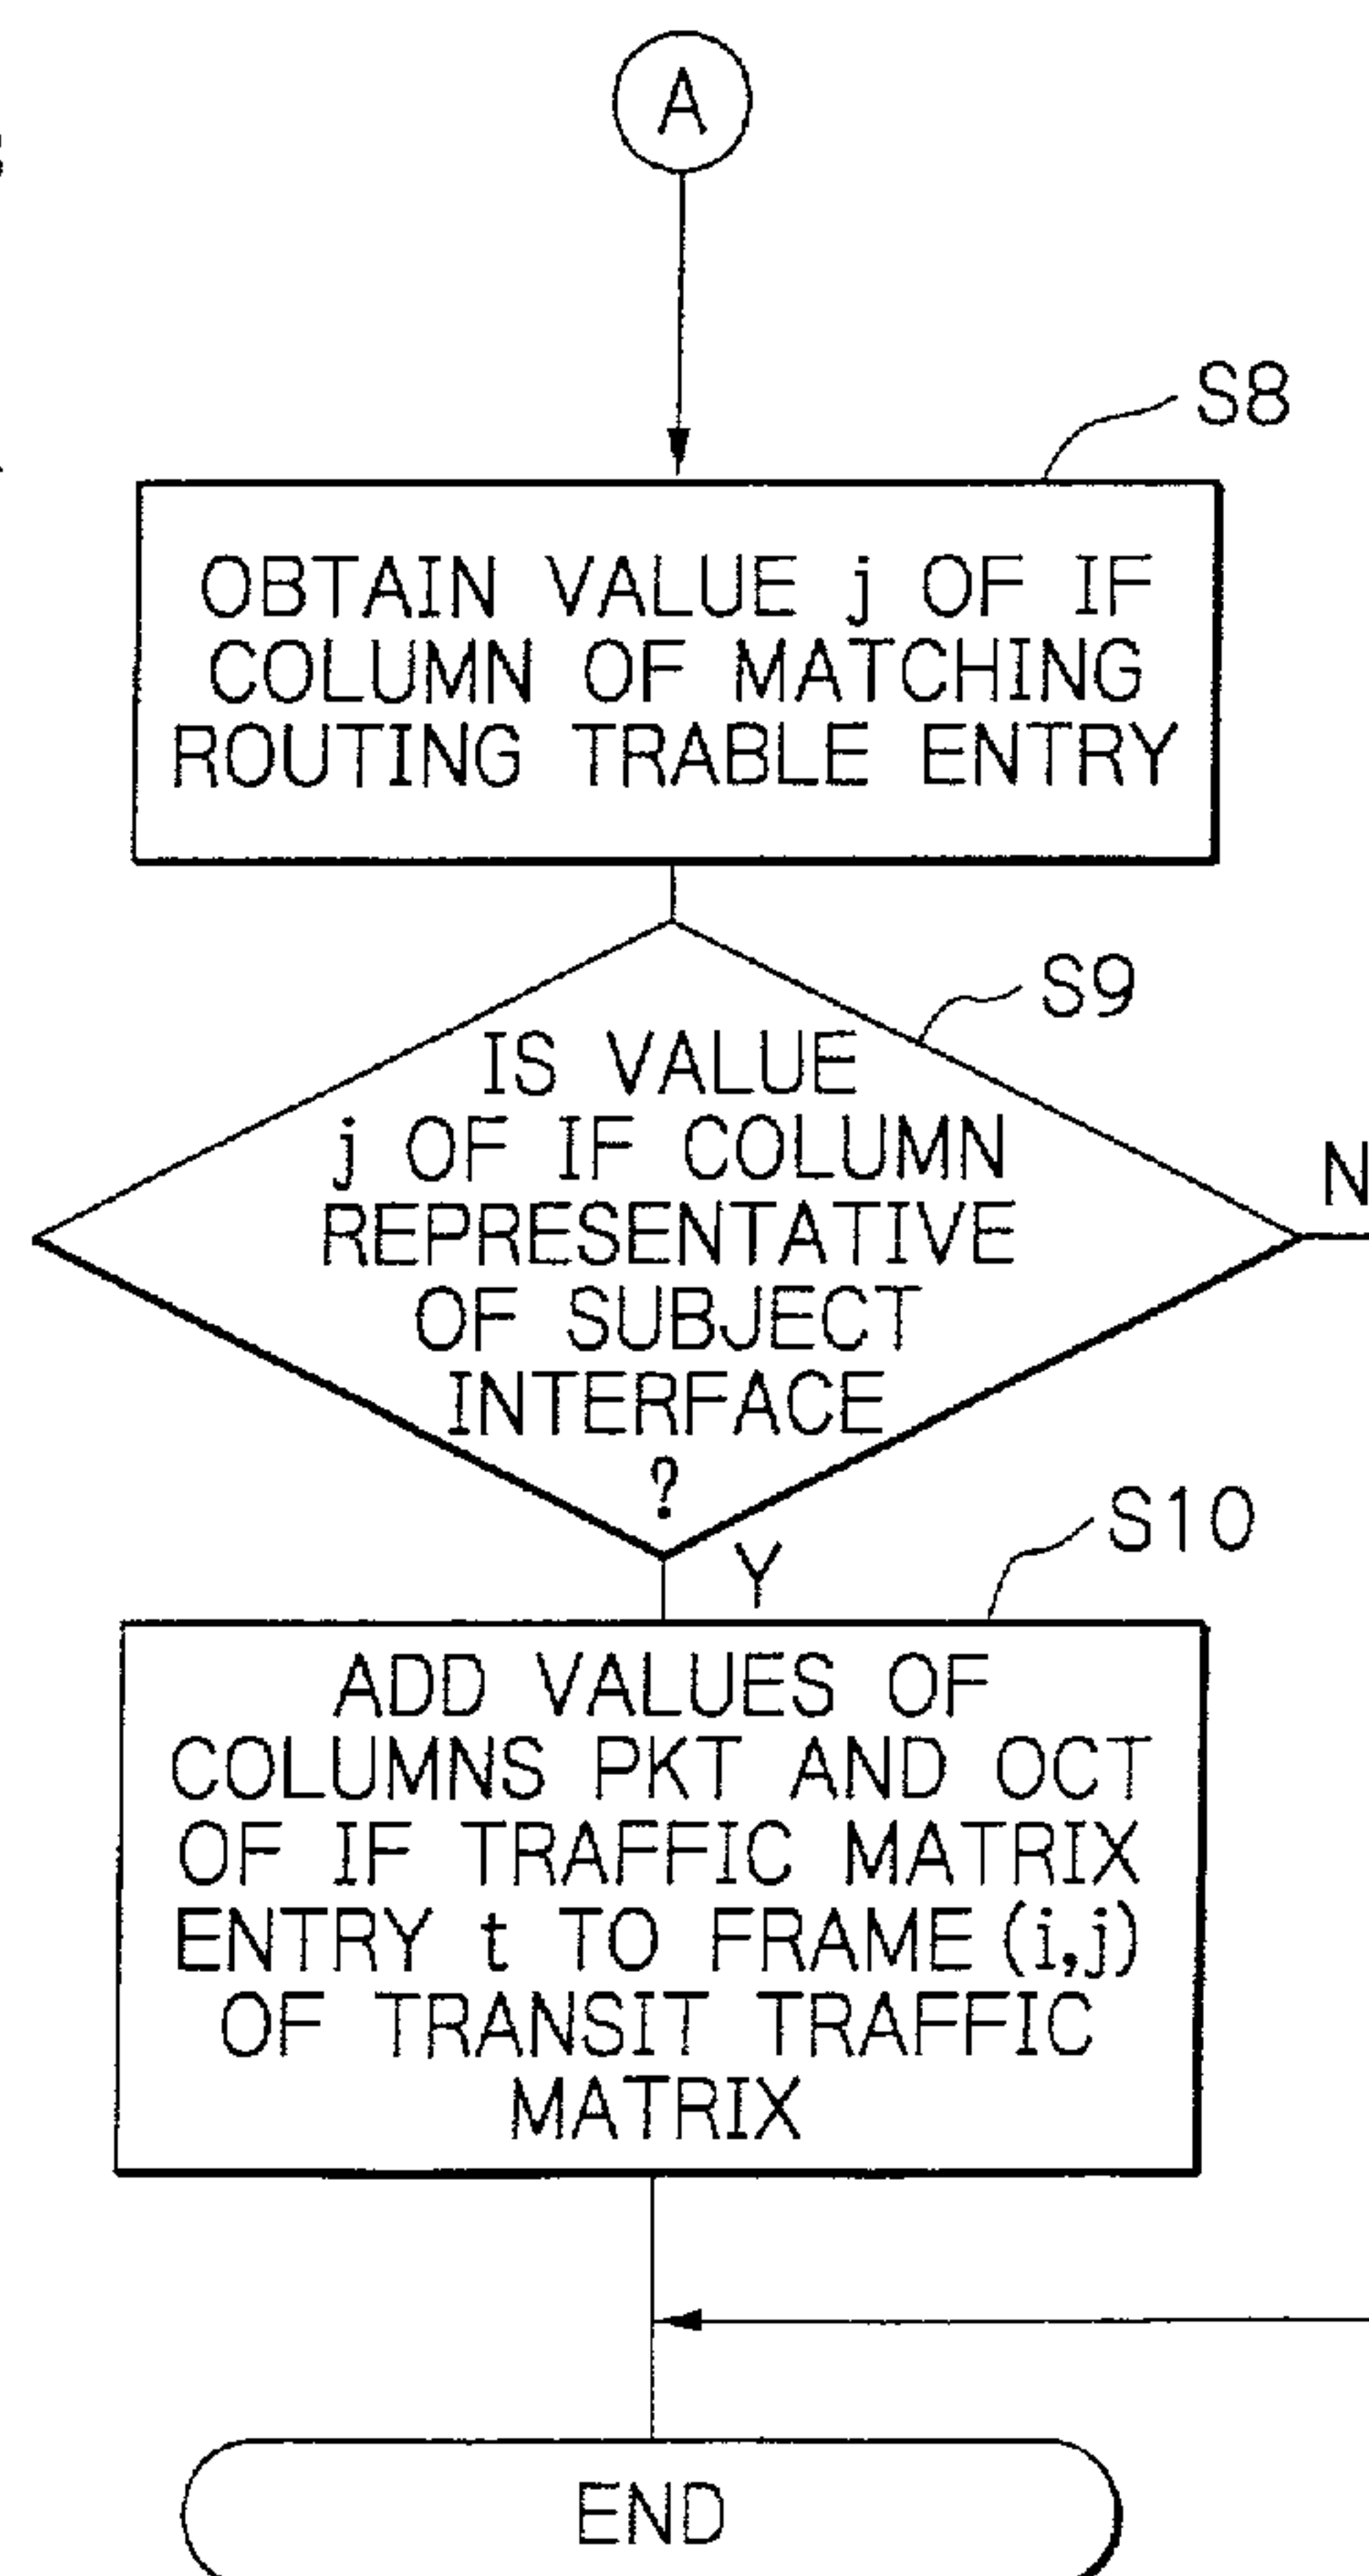 A
S8
OBTAIN VALUE j OF IF
COLUMN OF MATCHING
ROUTING TRABLE ENTRY
S9
IS VALUE
j OF IF COLUMN
REPRESENTATIVE
OF SUBJECT
INTERFACE
?
N
Y
S10
ADD VALUES OF
COLUMNS PKT AND OCT
OF IF TRAFFIC MATRIX
ENTRY t TO FRAME (i,j)
OF TRANSIT TRAFFIC
MATRIX
END